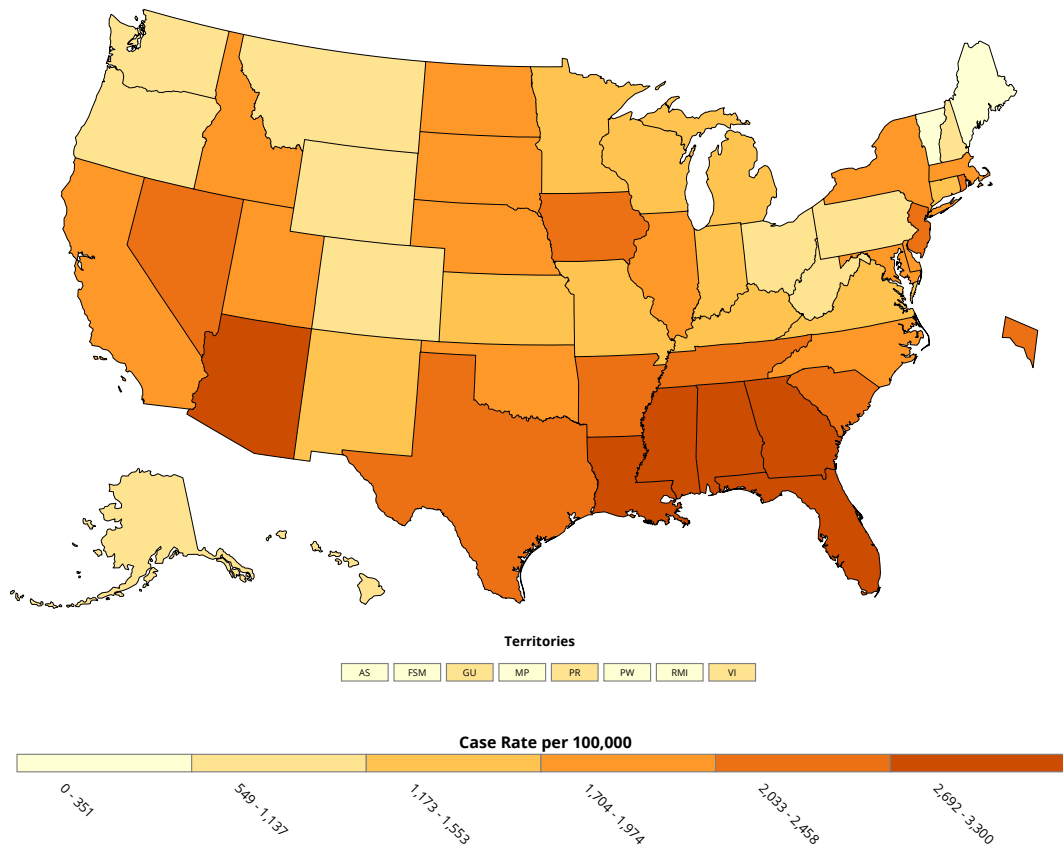 Territories
AS FSM GU MP PR PW RMI VI
Case Rate per 100,000
0 - 351
549 - 1,137
1,173 - 1,553
1,704 - 1,974
2,033 - 2,458
2,692 - 3,300